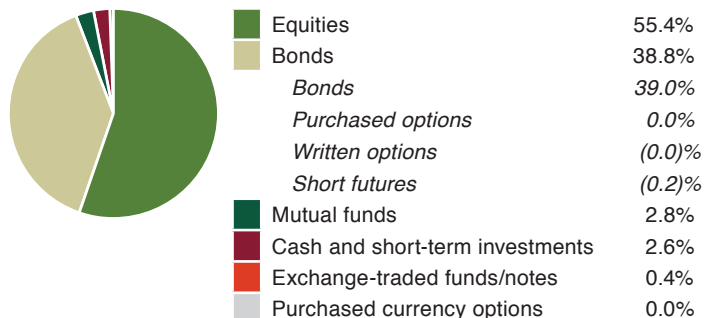 Equities 55.4%
Bonds 38.8%
Bonds 39.0%
Purchased options 0.0%
Written options (0.0)%
Short futures (0.2)%
Mutual funds 2.8%
Cash and short-term investments 2.6%
Exchange-traded funds/notes 0.4%
Purchased currency options 0.0%